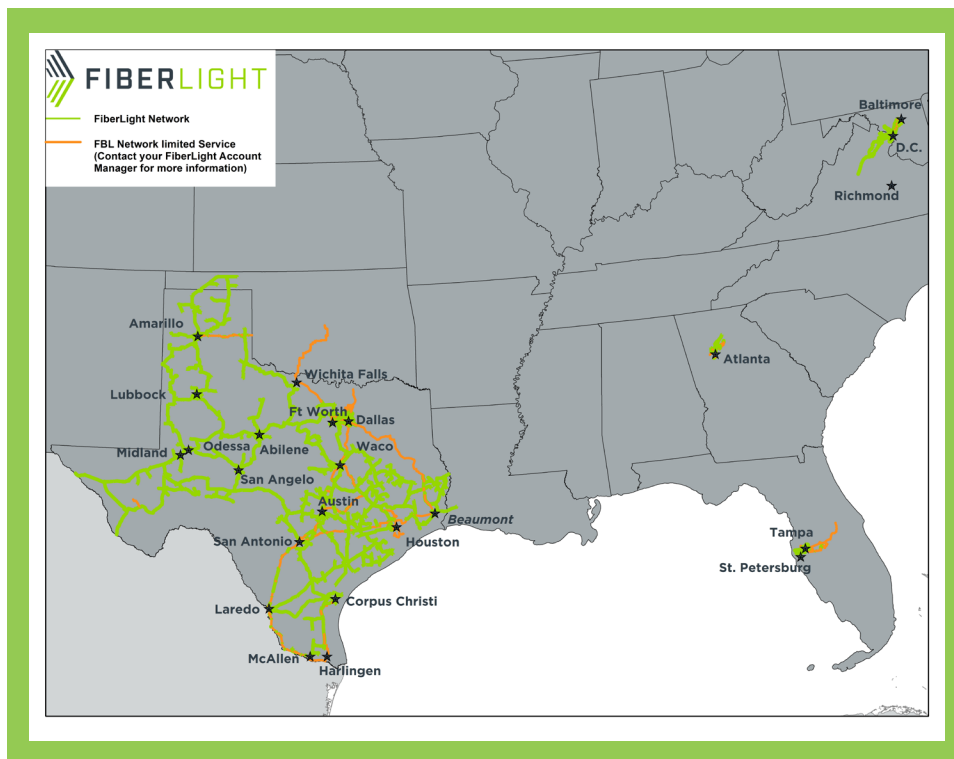 FIBERLIGHT
FiberLight Network
FBL Network limited Service
(Contact your FiberLight Account
Manager for more information)
Baltimore
D.C.
Richmond
Amarillo
Atlanta
Wichita Falls
Lubbock
Ft Worth
Dallas
Midland
Odessa
Abilene
Waco
San Angelo
Austin
Beaumont
Tampa
San Antonio
Houston
St. Petersburg
Laredo
Corpus Christi
McAllen
Harlingen